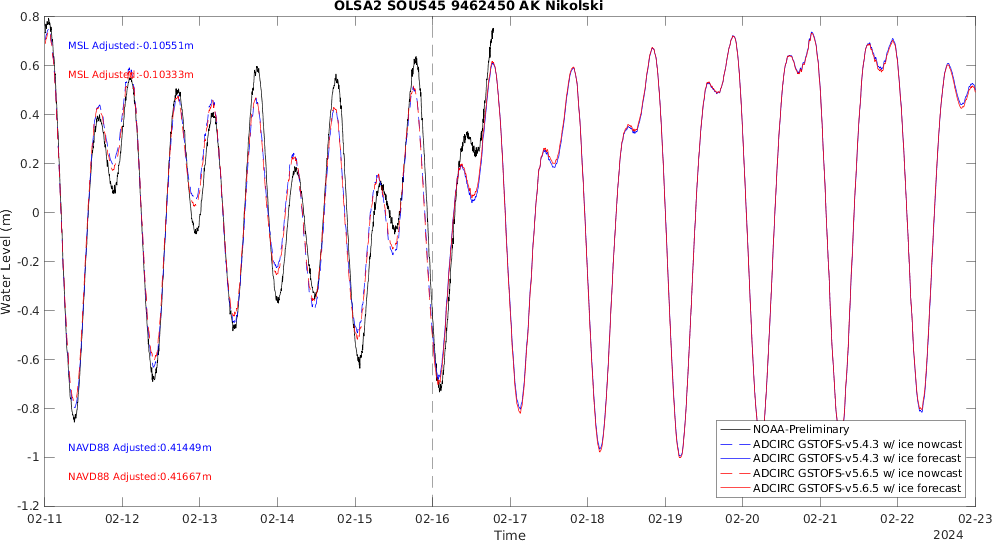 OLSA2 SOUS45 9462450 AK Nikolski
MSL Adjusted:-0.10551m
MSL Adjusted:-0.10333m
NAVD88 Adjusted:0.41449m
NAVD88 Adjusted:0.41667m
Water Level (m)
0.8
0.6
0.4
0.2
0
-0.2
-0.4
-0.6
-0.8
-1
-1.2
NOAA-Preliminary
ADCIRC GSTOFS-v5.4.3 w/ ice nowcast
ADCIRC GSTOFS-v5.4.3 w/ ice forecast
ADCIRC GSTOFS-v5.6.5 w/ ice nowcast
ADCIRC GSTOFS-v5.6.5 w/ ice forecast
02-11 02-12 02-13 02-14 02-15 02-16 02-17 02-18 02-19 02-20 02-21 02-22 02-23
Time
2024